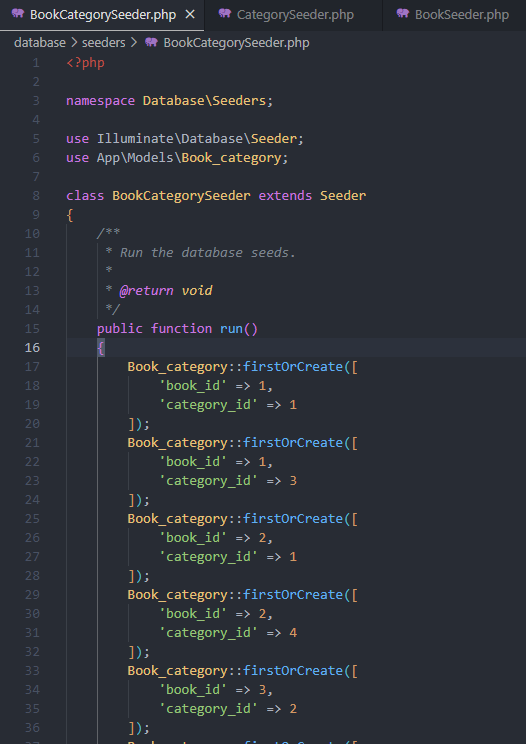 BookCategorySeeder.php × CategorySeeder.php BookSeeder.php
database > seeders > BookCategorySeeder.php
1 <?php
2
3 namespace Database\Seeders;
4
5 use Illuminate\Database\Seeder;
6 use App\Models\Book_category;
7
8 class BookCategorySeeder extends Seeder
9 {
10 /**
11 * Run the database seeds.
12 *
13 * @return void
14 */
15 public function run()
16 {
17 Book_category::firstOrCreate([
18 'book_id' => 1,
19 'category_id' => 1
20 ]);
21 Book_category::firstOrCreate([
22 'book_id' => 1,
23 'category_id' => 3
24 ]);
25 Book_category::firstOrCreate([
26 'book_id' => 2,
27 'category_id' => 1
28 ]);
29 Book_category::firstOrCreate([
30 'book_id' => 2,
31 'category_id' => 4
32 ]);
33 Book_category::firstOrCreate([
34 'book_id' => 3,
35 'category_id' => 2
36 ]);